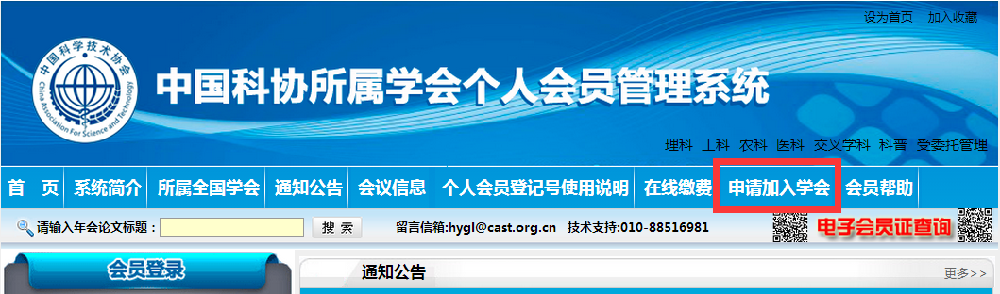 设为首页 加入收藏
中国科学技术协会
China Association For Science and Technology
中国科协所属学会个人会员管理系统
理科 工科 农科 医科 交叉学科 科普 受委托管理
首 页 系统简介 所属全国学会 通知公告 会议信息 个人会员登记号使用说明 在线缴费 申请加入学会 会员帮助
请输入年会论文标题: 搜 索 留言信箱:hygl@cast.org.cn 技术支持:010-88516981 电子会员证查询
会员登录 通知公告 更多>>